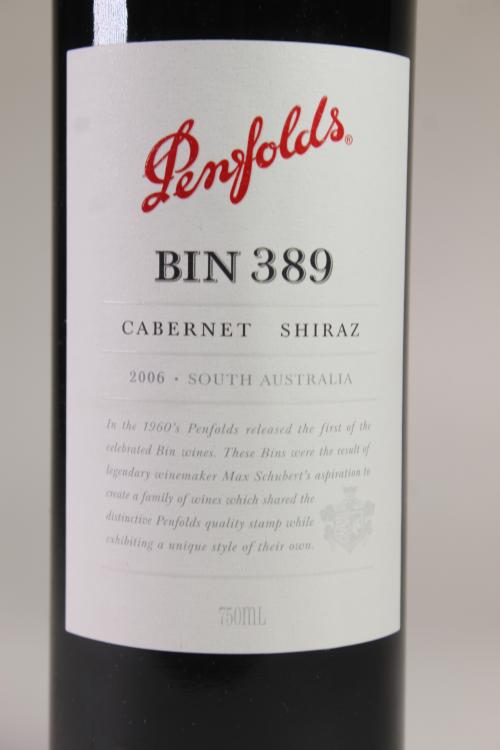 Penfolds®
BIN 389
CABERNET SHIRAZ
2006 · SOUTH AUSTRALIA
In the 1960's Penfolds released the first of the
celebrated Bin wines. These Bins were the result of
legendary winemaker Max Schubert's aspiration to
create a family of wines which shared the
distinctive Penfolds quality stamp while
exhibiting a unique style of their own.
750ML